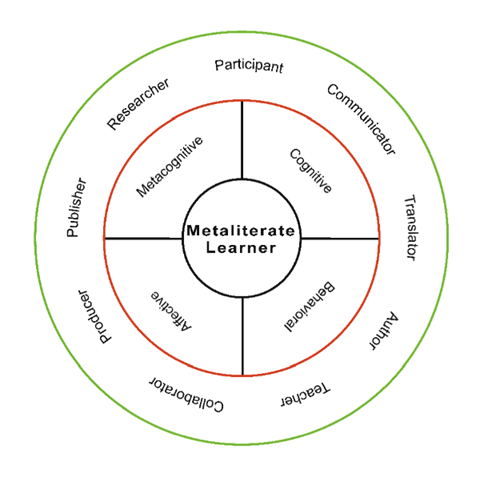 Participant
Communicator
Translator
Author
Teacher
Collaborator
Producer
Publisher
Researcher
Metacognitive
Cognitive
Behavioral
Affective
Metaliterate
Learner